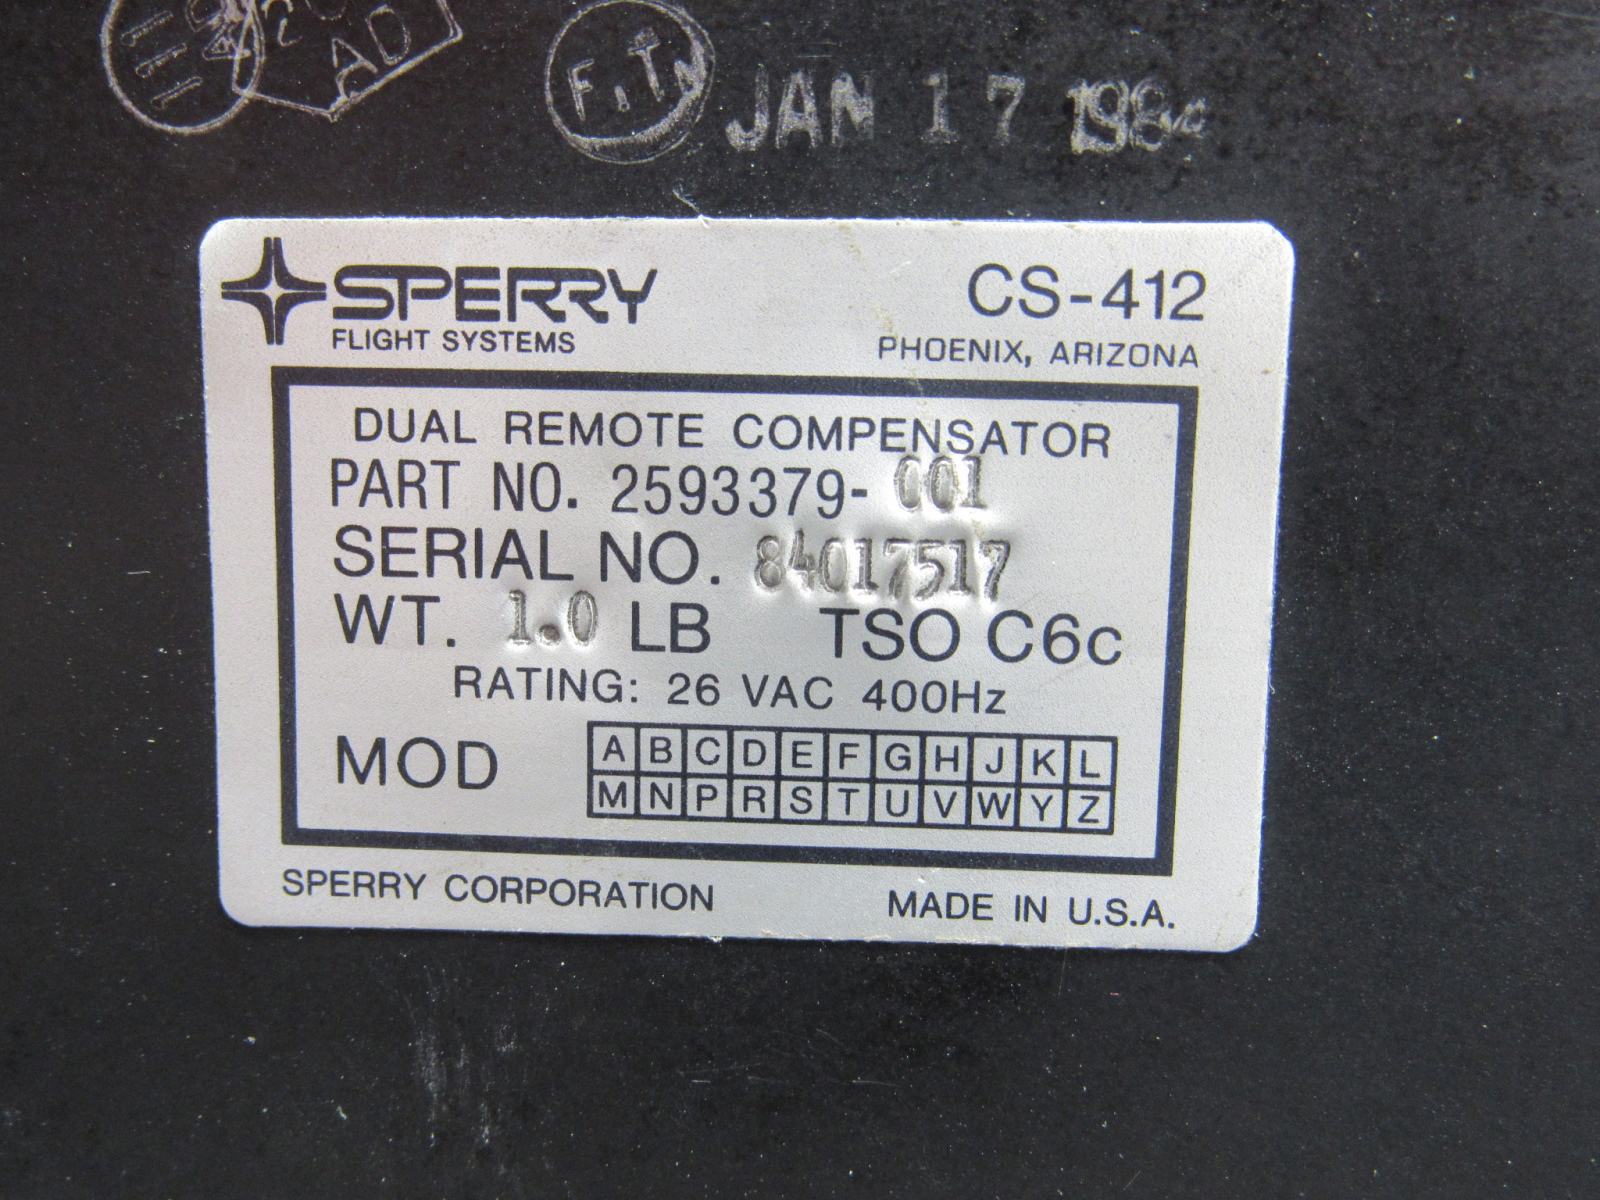 AD
F.T.
JAN 17 198
SPERRY
FLIGHT SYSTEMS
CS-412
PHOENIX, ARIZONA
DUAL REMOTE COMPENSATOR
PART NO. 2593379-001
SERIAL NO. 84017517
WT. 1.0 LB TSO C6c
RATING: 26 VAC 400Hz
MOD
A B C D E F G H J K L
M N P R S T U V W Y Z
SPERRY CORPORATION
MADE IN U.S.A.